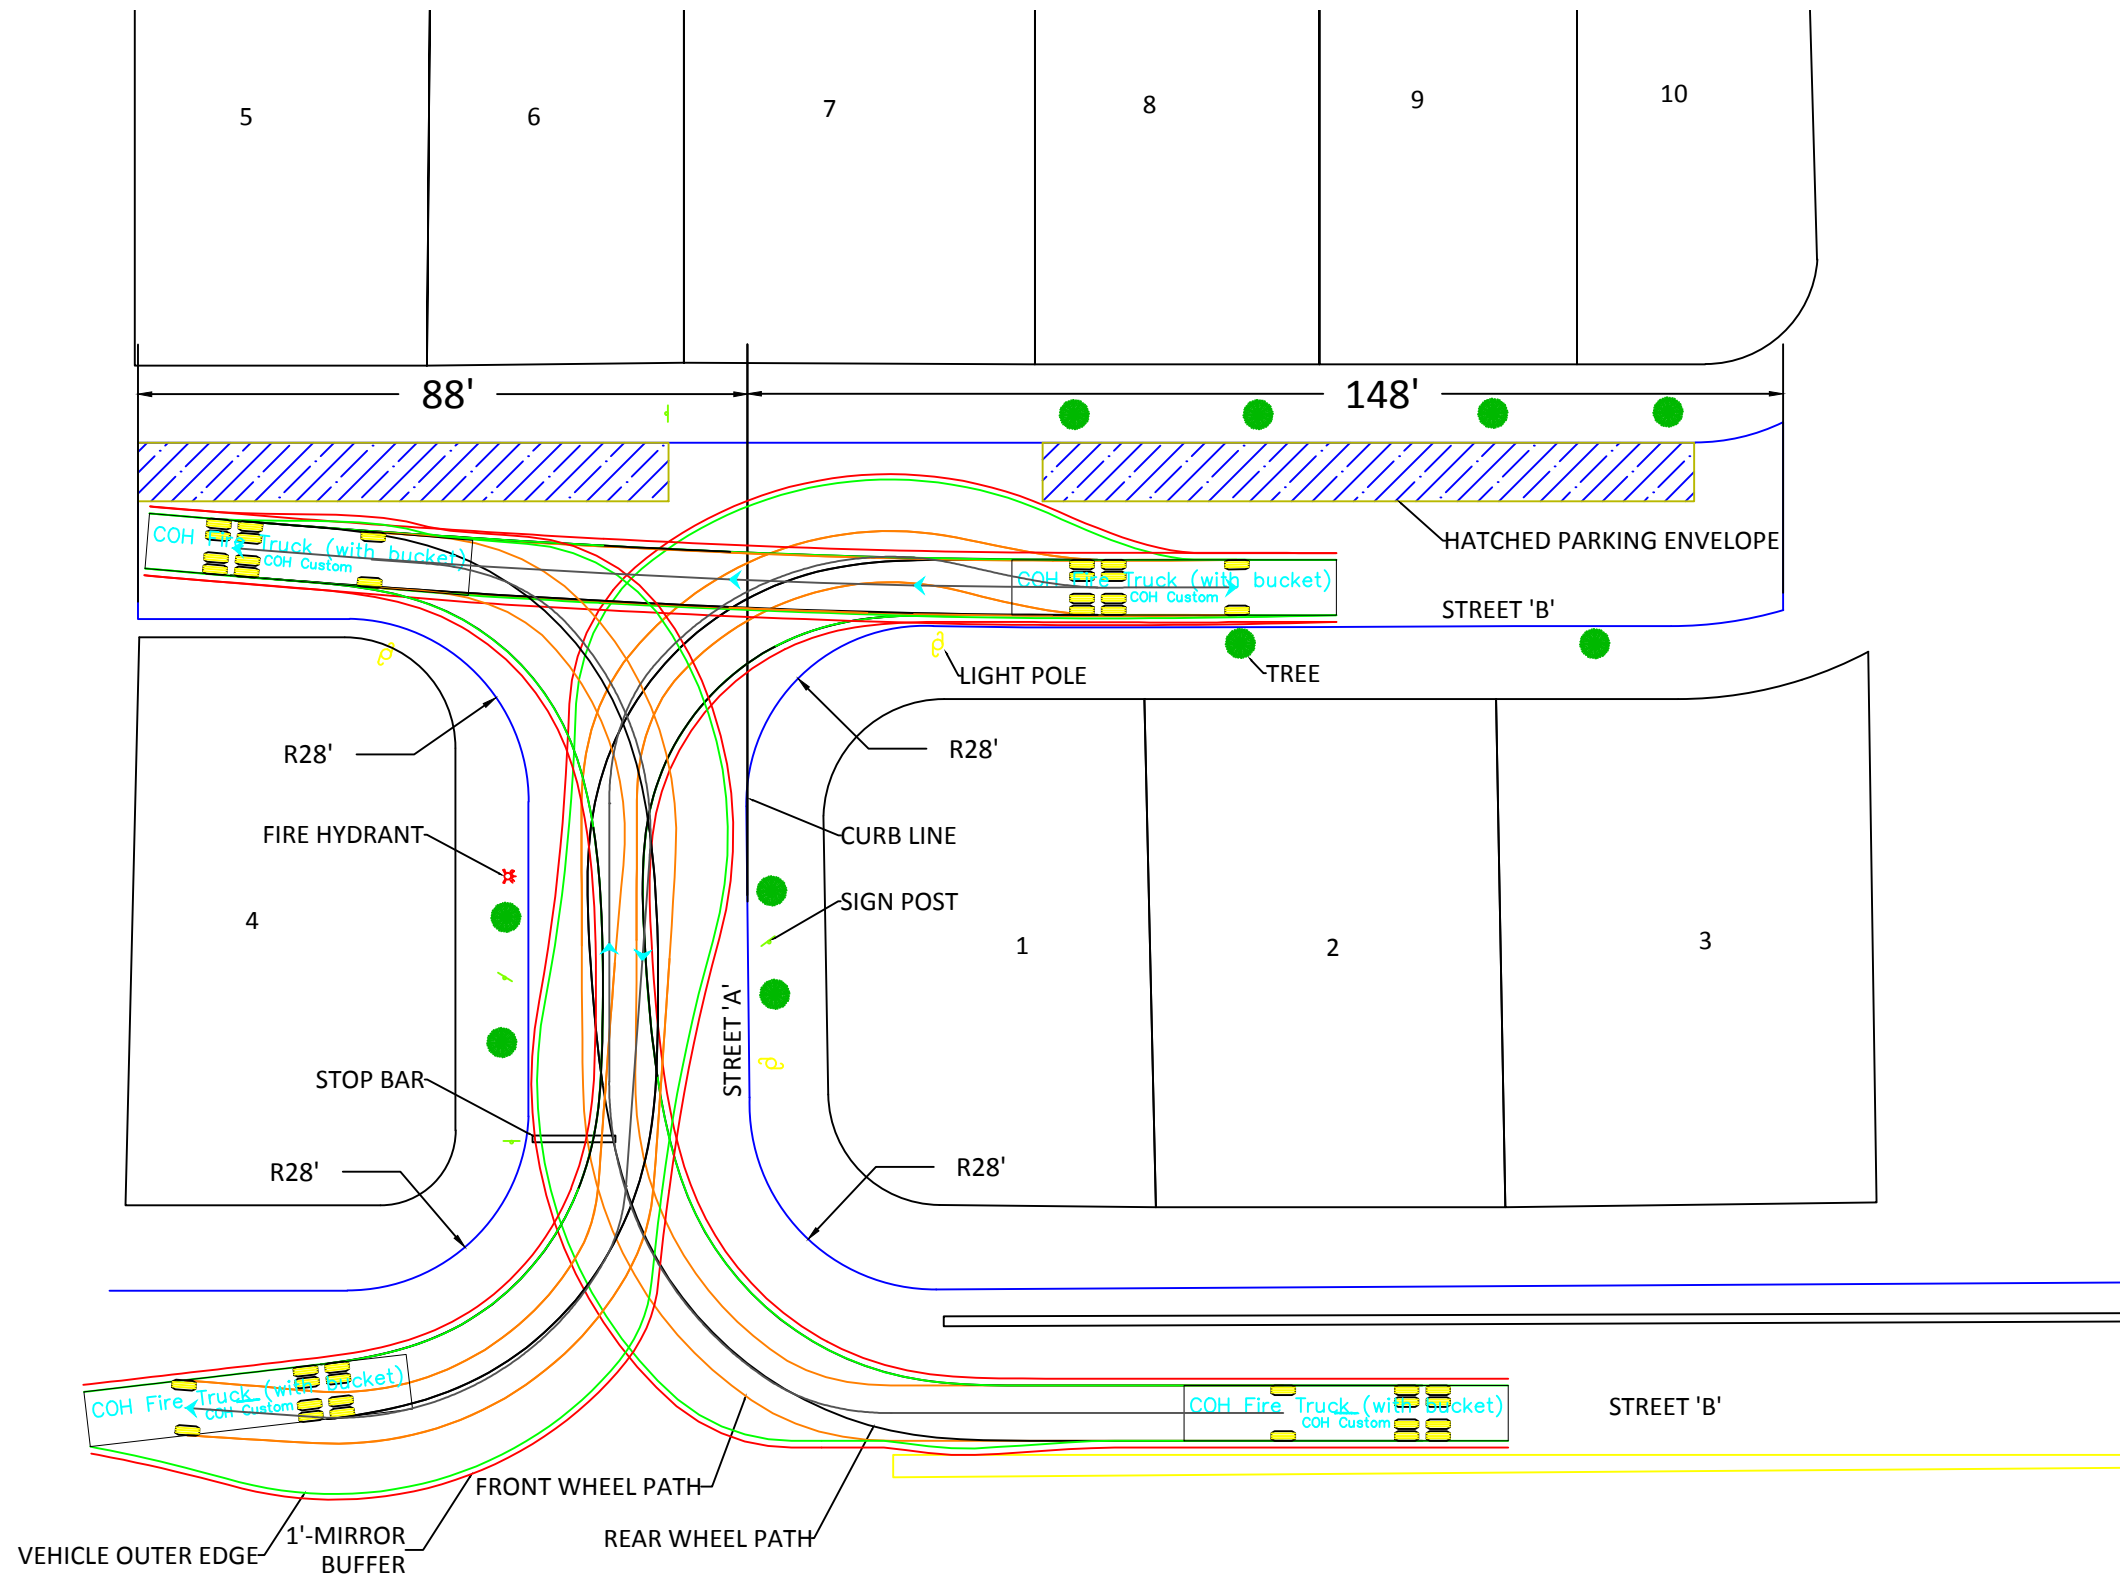 5
6
7
8
9
10
88'
148'
COH Fire Truck (with bucket)
COH Custom
COH Fire Truck (with bucket)
COH Custom
HATCHED PARKING ENVELOPE
STREET 'B'
LIGHT POLE
TREE
R28'
R28'
FIRE HYDRANT
CURB LINE
SIGN POST
4
1
2
3
STREET 'A'
STOP BAR
R28'
R28'
COH Fire Truck (with bucket)
COH Custom
COH Fire Truck (with bucket)
COH Custom
STREET 'B'
FRONT WHEEL PATH
REAR WHEEL PATH
VEHICLE OUTER EDGE
1'-MIRROR
BUFFER